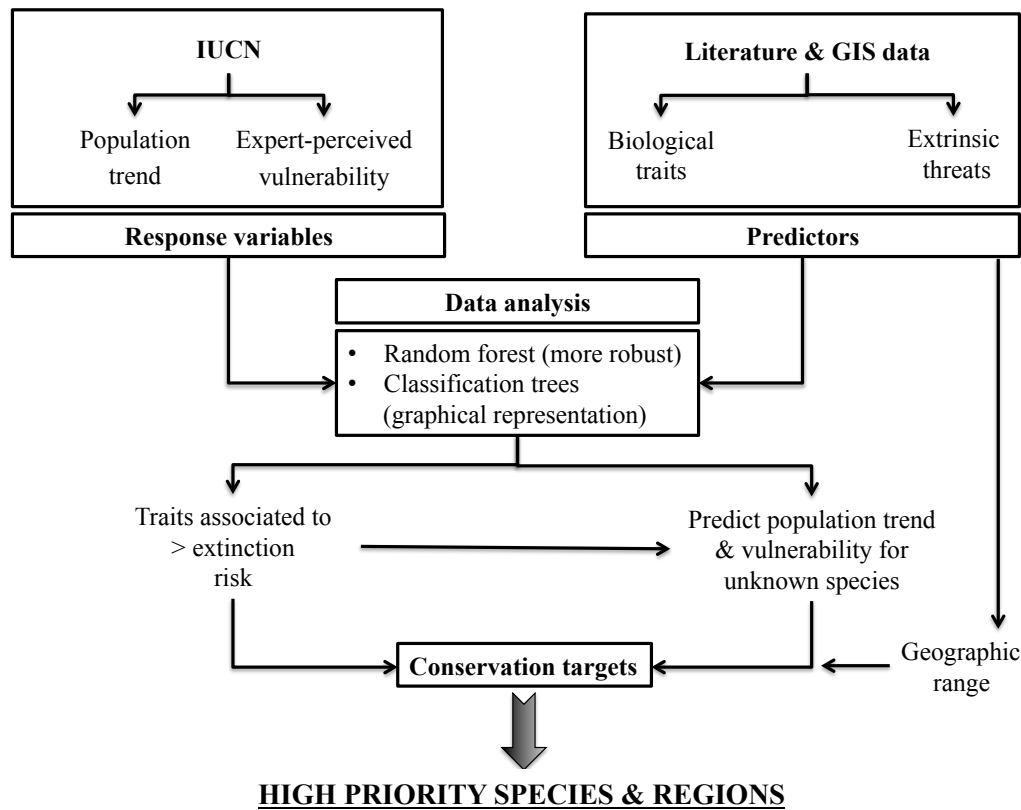 IUCN
Population
trend
Expert-perceived
vulnerability
Response variables
Literature & GIS data
Biological
traits
Extrinsic
threats
Predictors
Data analysis
• Random forest (more robust)
• Classification trees
(graphical representation)
Traits associated to
> extinction
risk
Predict population trend
& vulnerability for
unknown species
Geographic
range
Conservation targets
HIGH PRIORITY SPECIES & REGIONS